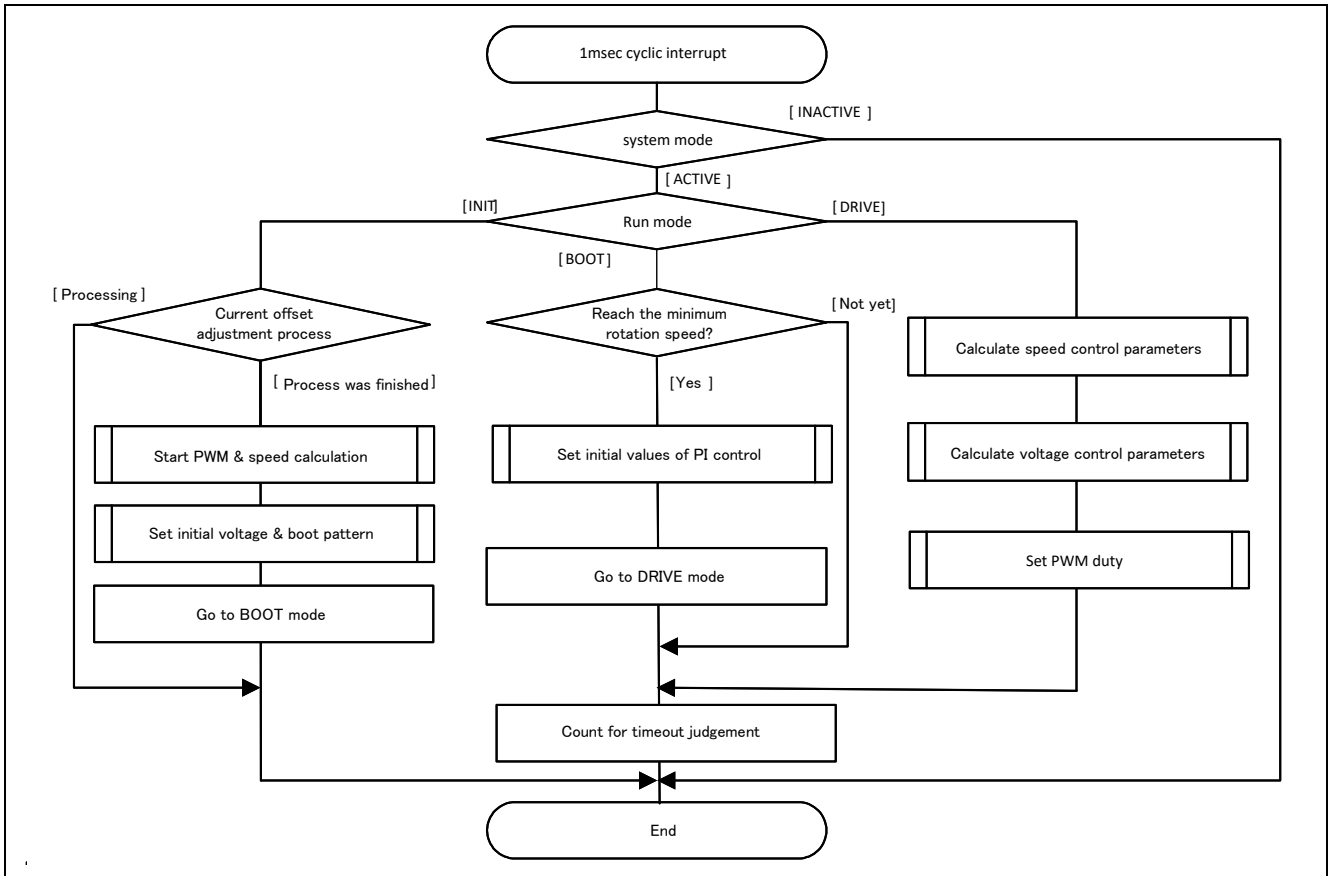 1msec cyclic interrupt
[ INACTIVE ]
system mode
[ ACTIVE ]
[INIT]
Run mode
[DRIVE]
[BOOT]
[ Processing ]
Current offset
adjustment process
Reach the minimum
rotation speed?
[Not yet]
Calculate speed control parameters
[ Process was finished ]
[Yes ]
Start PWM & speed calculation
Set initial values of PI control
Calculate voltage control parameters
Set initial voltage & boot pattern
Set PWM duty
Go to DRIVE mode
Go to BOOT mode
Count for timeout judgement
End